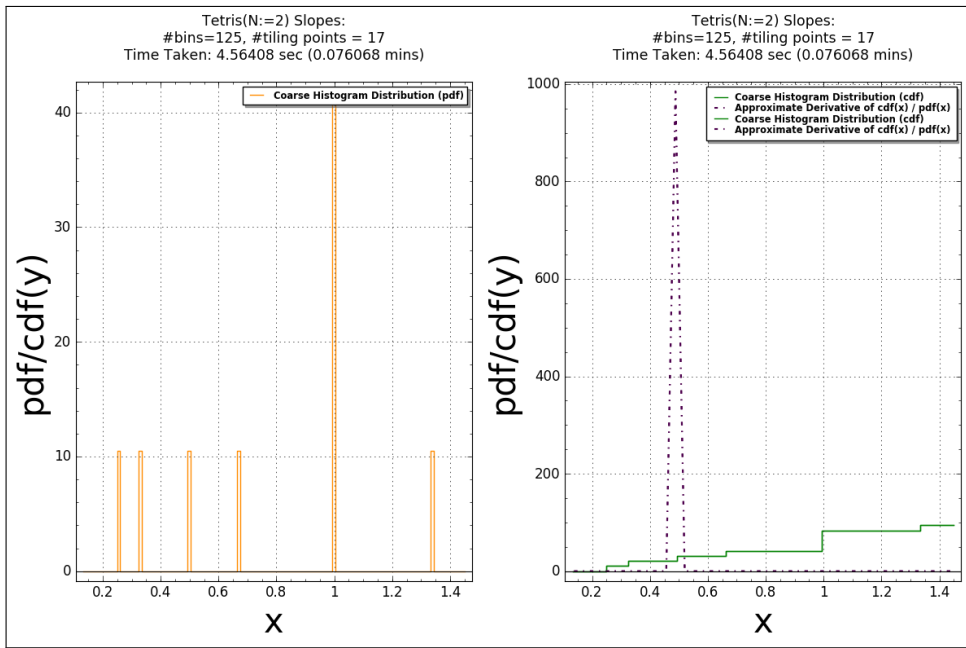 Tetris(N:=2) Slopes:
#bins=125, #tiling points = 17
Time Taken: 4.56408 sec (0.076068 mins)
Coarse Histogram Distribution (pdf)
40
30
20
10
0
pdf/cdf(y)
0.2 0.4 0.6 0.8 1 1.2 1.4
x
Tetris(N:=2) Slopes:
#bins=125, #tiling points = 17
Time Taken: 4.56408 sec (0.076068 mins)
Coarse Histogram Distribution (cdf)
Approximate Derivative of cdf(x) / pdf(x)
Coarse Histogram Distribution (cdf)
Approximate Derivative of cdf(x) / pdf(x)
1000
800
600
400
200
0
pdf/cdf(y)
0.2 0.4 0.6 0.8 1 1.2 1.4
x